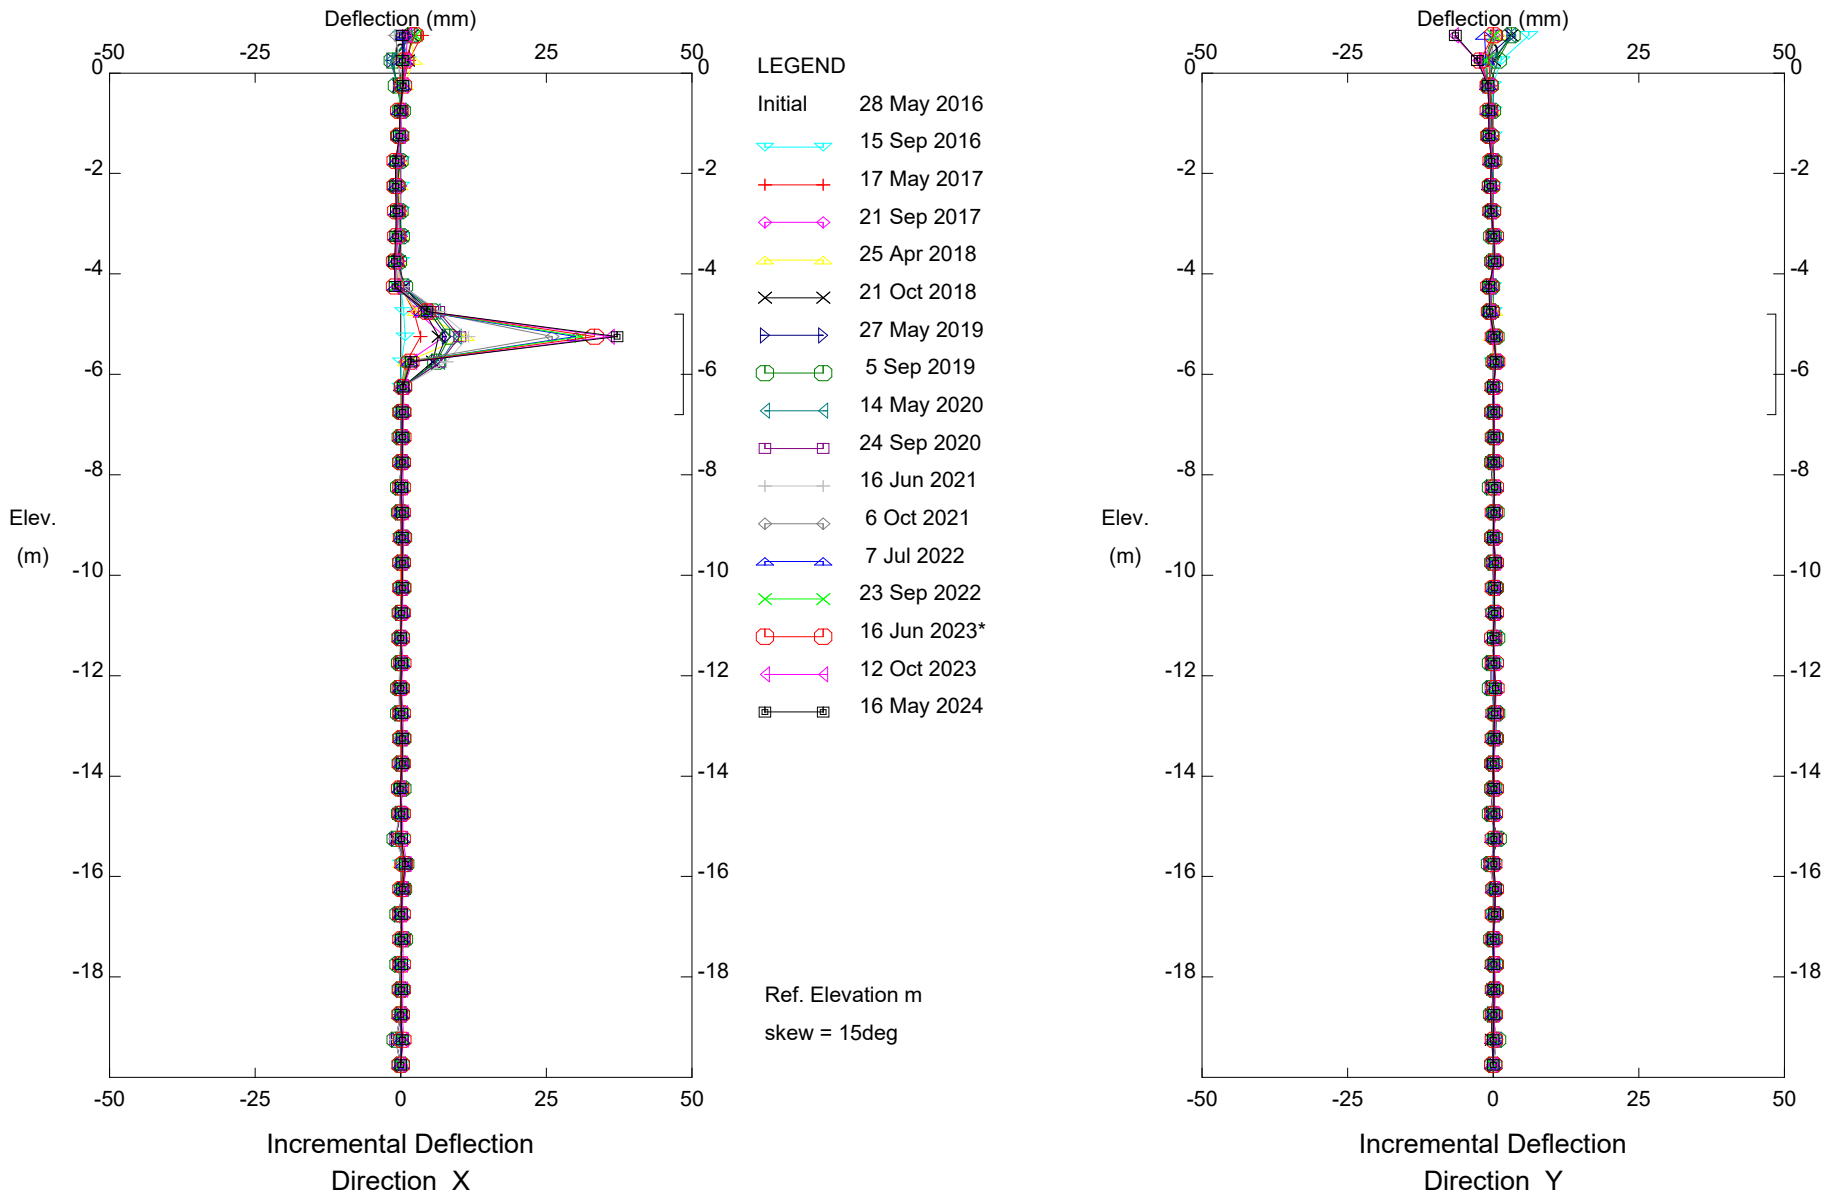 Deflection (mm)
-50 -25 0 25 50
0 0
-2 -2
-4 -4
-6 -6
-8 -8
Elev.
(m)
-10 -10
-12 -12
-14 -14
-16 -16
-18 -18
-50 -25 0 25 50
Incremental Deflection
Direction X
LEGEND
Initial 28 May 2016
15 Sep 2016
17 May 2017
21 Sep 2017
25 Apr 2018
21 Oct 2018
27 May 2019
5 Sep 2019
14 May 2020
24 Sep 2020
16 Jun 2021
6 Oct 2021
7 Jul 2022
23 Sep 2022
16 Jun 2023*
12 Oct 2023
16 May 2024
Ref. Elevation m
skew = 15deg
Deflection (mm)
-50 -25 0 25 50
0 0
-2 -2
-4 -4
-6 -6
-8 -8
Elev.
(m)
-10 -10
-12 -12
-14 -14
-16 -16
-18 -18
-50 -25 0 25 50
Incremental Deflection
Direction Y